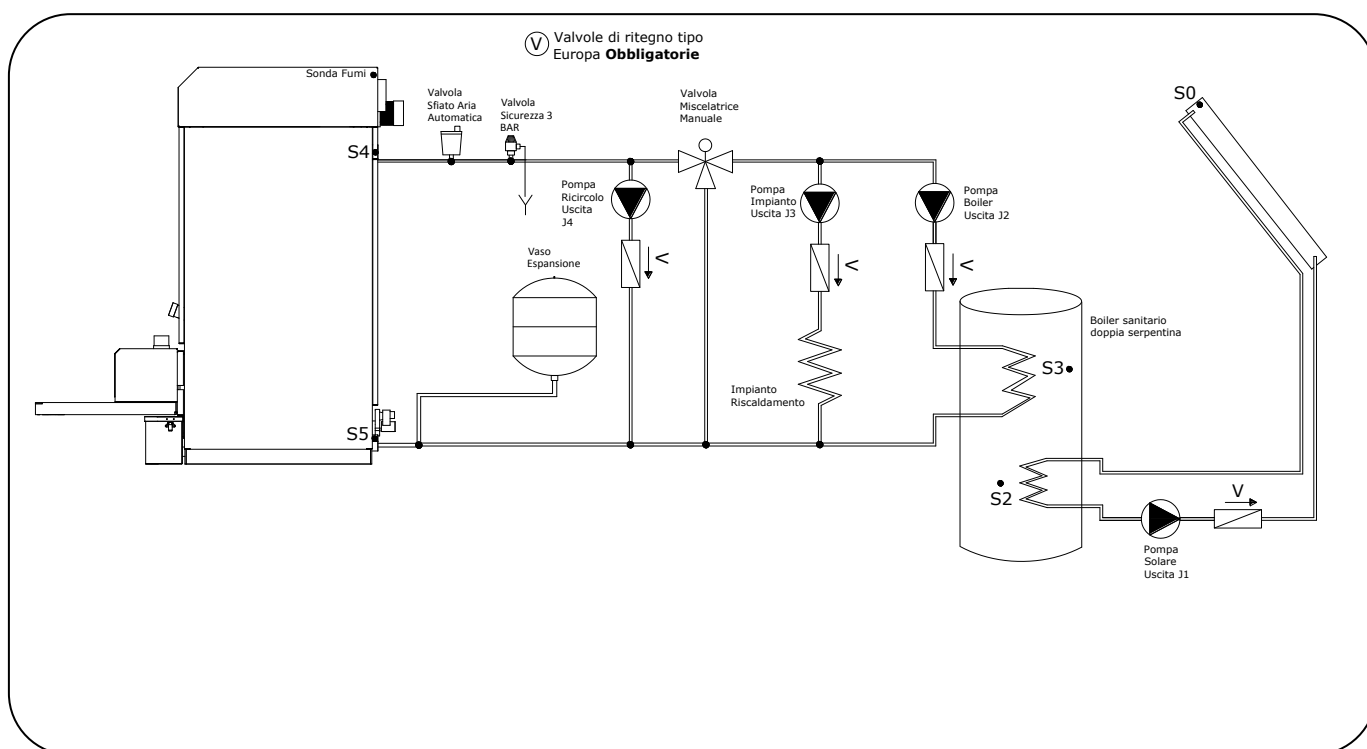 V Valvole di ritegno tipo
Europa Obbligatorie
Sonda Fumi
S4
S5
Valvola
Sfiato Aria
Automatica
Valvola
Sicurezza 3
BAR
Pompa
Ricircolo
Uscita
J4
V
Vaso
Espansione
Valvola
Miscelatrice
Manuale
Pompa
Impianto
Uscita J3
V
Impianto
Riscaldamento
Pompa
Boiler
Uscita J2
V
Boiler sanitario
doppia serpentina
S3
S2
S0
V
Pompa
Solare
Uscita J1